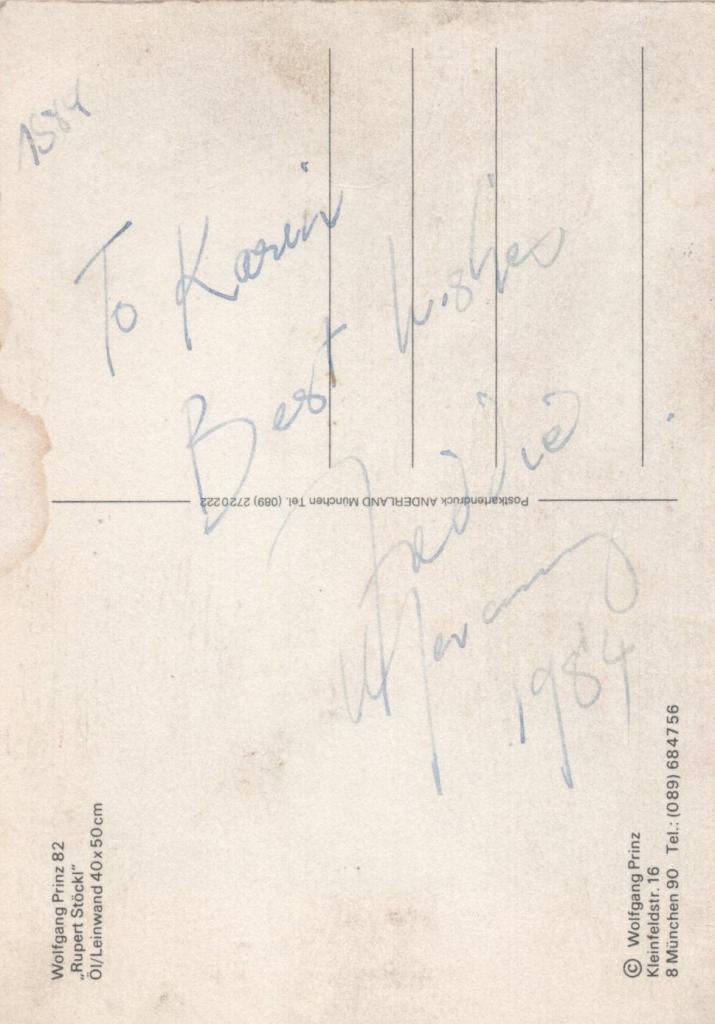 1984
To Karin
Best wishes
Freddie
Mercury
1984
Postkartendruck ANDERLAND München Tel. (089) 2720222
Wolfgang Prinz 82
„Rupert Stöckl“
Öl/Leinwand 40x50cm
© Wolfgang Prinz
Kleinfeldstr. 16
8 München 90 Tel.: (089) 684756